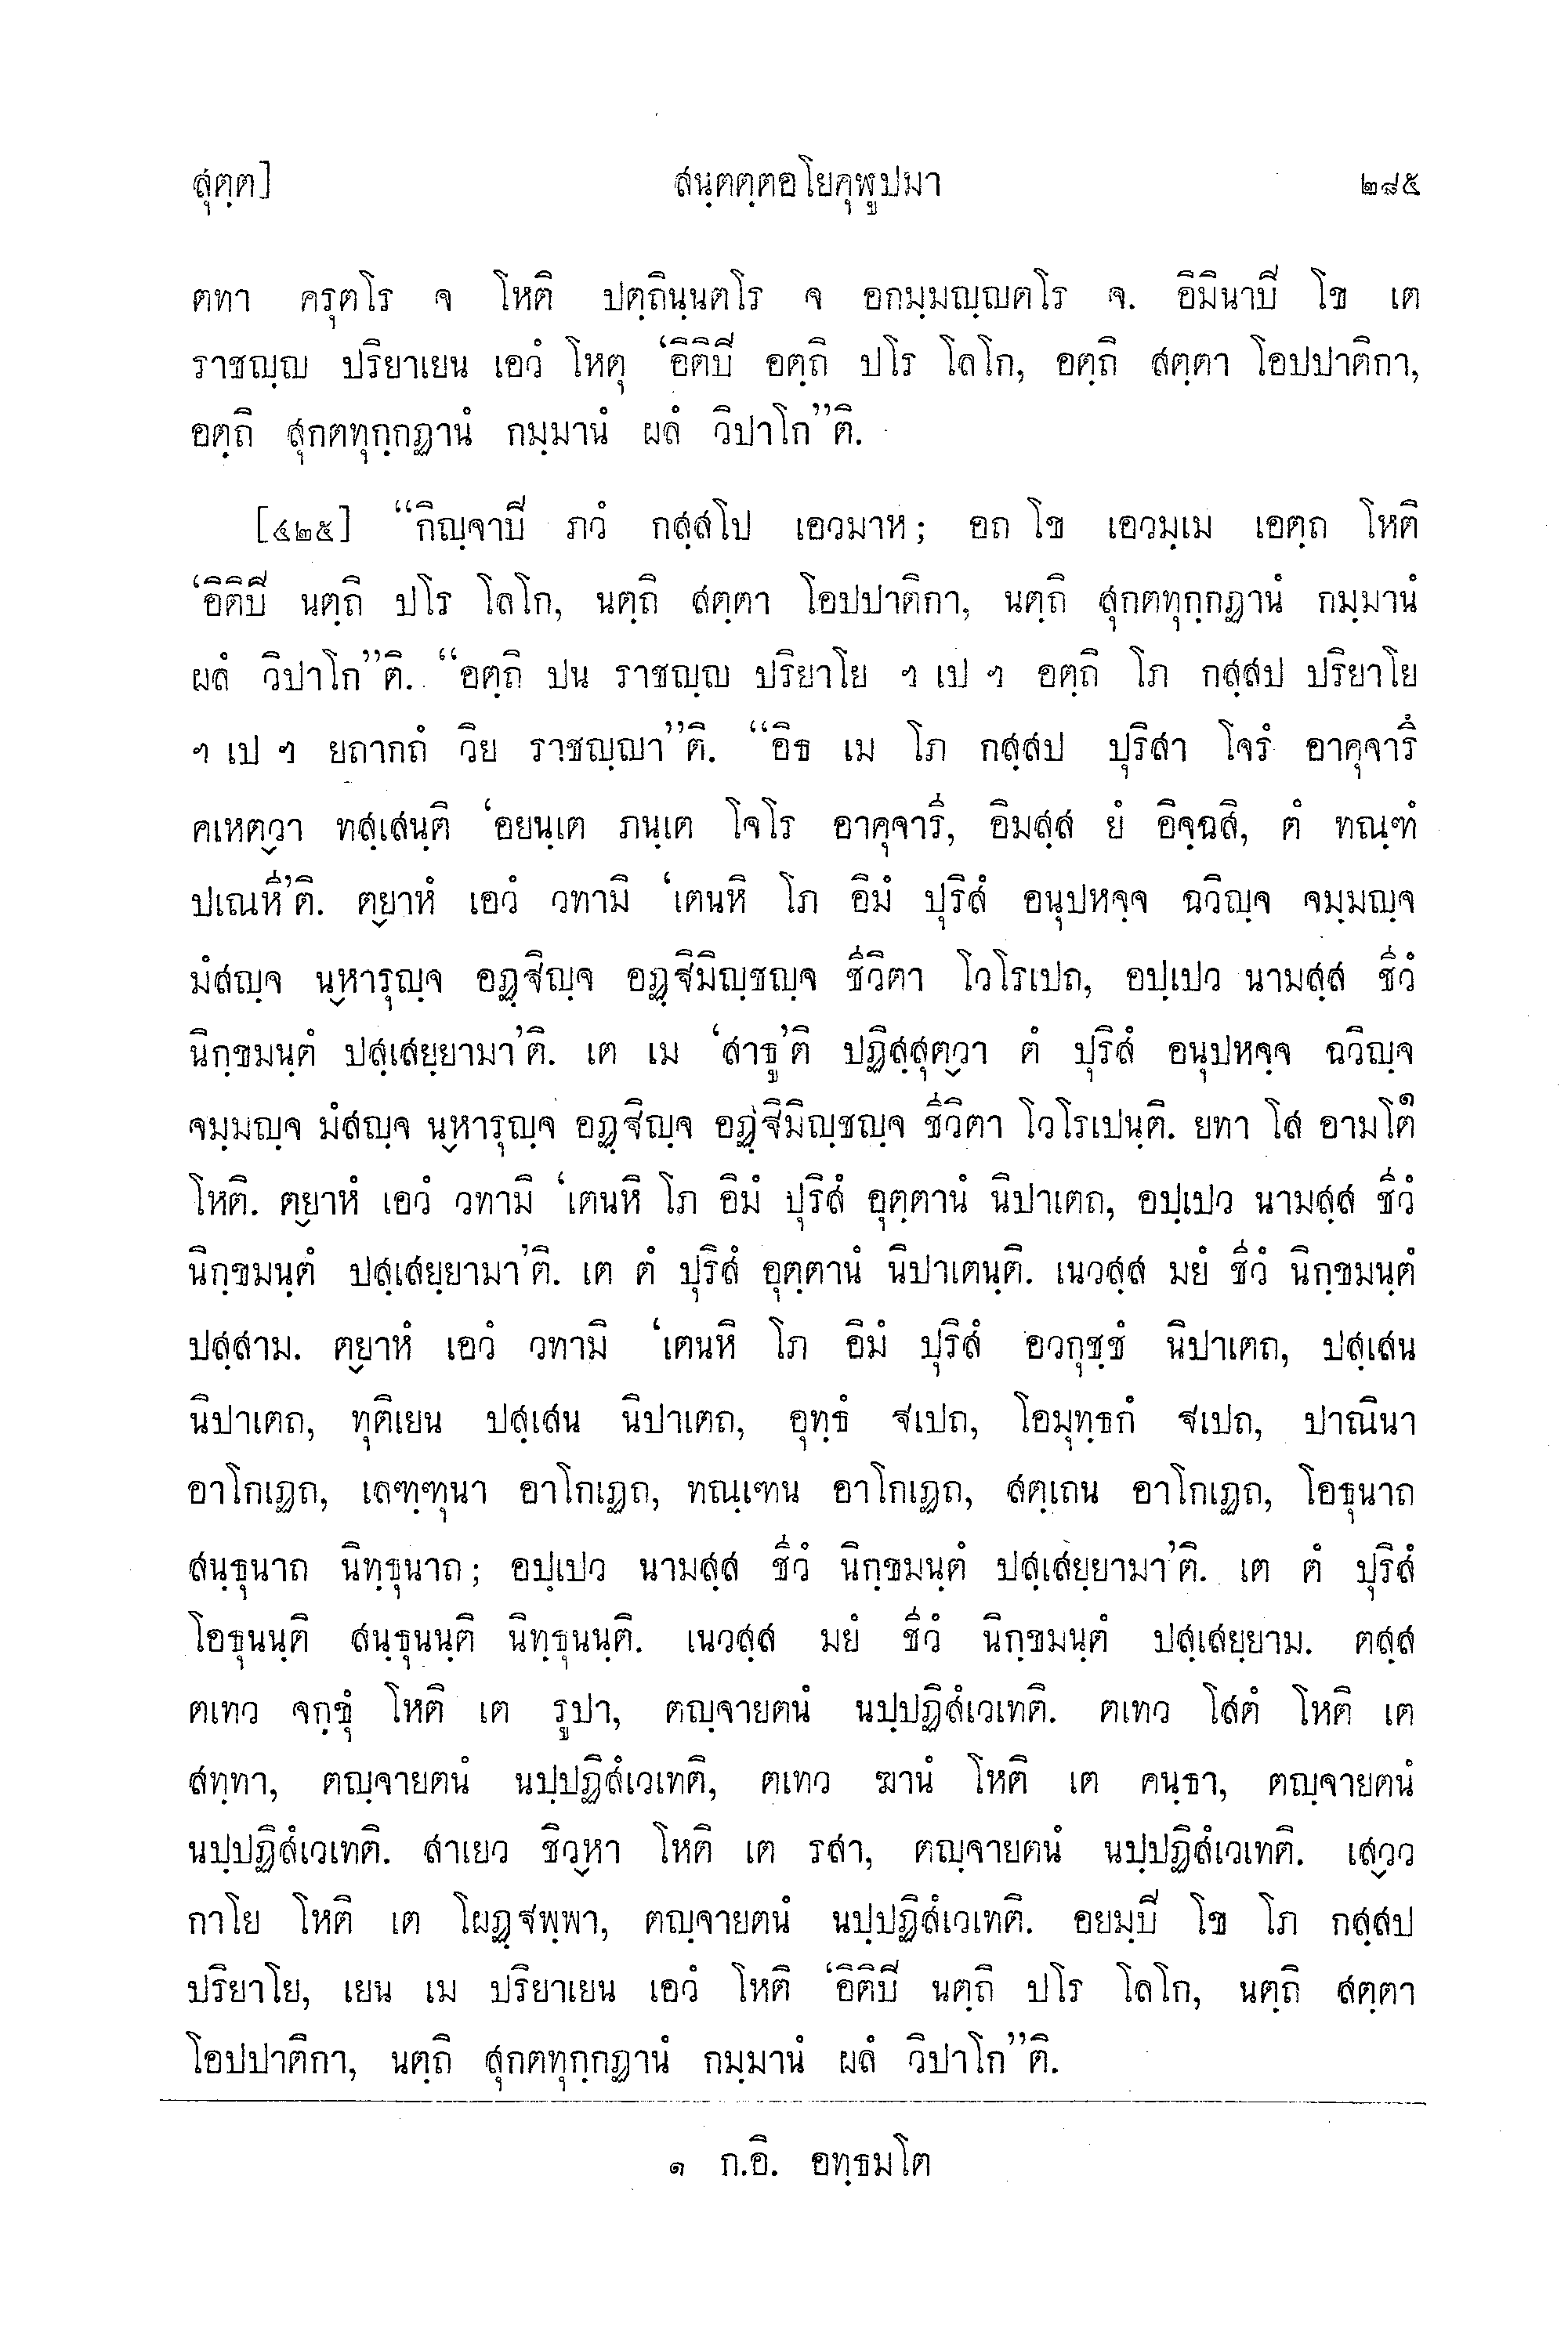 สุตฺต] สนฺตตฺตอโยคุฬูปมา ๒๘๕
ตทา ครุตโร จ โหติ ปตฺถินฺนตโร จ อกมฺมญฺญตโร จ. อิมินาปิ โข เต
ราชญฺญ ปริยาเยน เอวํ โหตุ ‘อิติปิ อตฺถิ ปโร โลโก, อตฺถิ สตฺตา โอปปาติกา,
อตฺถิ สุกตทุกฺกฏานํ กมฺมานํ ผลํ วิปาโก”ติ.
[๔๒๕] “กิญฺจาปิ ภวํ กสฺสโป เอวมาห; อถ โข เอวมฺเม เอตฺถ โหติ
‘อิติปิ นตฺถิ ปโร โลโก, นตฺถิ สตฺตา โอปปาติกา, นตฺถิ สุกตทุกฺกฏานํ กมฺมานํ
ผลํ วิปาโก”ติ. “อตฺถิ ปน ราชญฺญ ปริยาโย ฯ เป ฯ อตฺถิ โภ กสฺสป ปริยาโย
ฯ เป ฯ ยถากถํ วิย ราชญฺญา”ติ. “อิธ เม โภ กสฺสป ปุริสา โจรํ อาคุจารึ
คเหตฺวา ทสฺเสนฺติ ‘อยนฺเต ภนฺเต โจโร อาคุจารี, อิมสฺส ยํ อิจฺฉสิ, ตํ ทณฺฑํ
ปเณหี’ติ. ตฺยาหํ เอวํ วทามิ ‘เตนหิ โภ อิมํ ปุริสํ อนุปหจฺจ ฉวิญฺจ จมฺมญฺจ
มํสญฺจ นฺหารุญฺจ อฏฺฐิญฺจ อฏฺฐิมิญฺชญฺจ ชีวิตา โวโรเปถ, อปฺเปว นามสฺส ชีวํ
นิกฺขมนฺตํ ปสฺเสยฺยามา’ติ. เต เม ‘สาธู’ติ ปฏิสฺสุตฺวา ตํ ปุริสํ อนุปหจฺจ ฉวิญฺจ
จมฺมญฺจ มํสญฺจ นฺหารุญฺจ อฏฺฐิญฺจ อฏฺฐิมิญฺชญฺจ ชีวิตา โวโรเปนฺติ. ยทา โส อามโต๑
โหติ. ตฺยาหํ เอวํ วทามิ ‘เตนหิ โภ อิมํ ปุริสํ อุตฺตานํ นิปาเตถ, อปฺเปว นามสฺส ชีวํ
นิกฺขมนฺตํ ปสฺเสยฺยามา’ติ. เต ตํ ปุริสํ อุตฺตานํ นิปาเตนฺติ. เนวสฺส มยํ ชีวํ นิกฺขมนฺตํ
ปสฺสาม. ตฺยาหํ เอวํ วทามิ ‘เตนหิ โภ อิมํ ปุริสํ อวกุชฺชํ นิปาเตถ, ปสฺเสน
นิปาเตถ, ทุติเยน ปสฺเสน นิปาเตถ, อุทฺธํ ฐเปถ, โอมุทฺธกํ ฐเปถ, ปาณินา
อาโกเฏถ, เลฑฺฑุนา อาโกเฏถ, ทณฺเฑน อาโกเฏถ, สตฺเถน อาโกเฏถ, โอธุนาถ
สนฺธุนาถ นิทฺธุนาถ; อปฺเปว นามสฺส ชีวํ นิกฺขมนฺตํ ปสฺเสยฺยามา’ติ. เต ตํ ปุริสํ
โอธุนนฺติ สนฺธุนนฺติ นิทฺธุนนฺติ. เนวสฺส มยํ ชีวํ นิกฺขมนฺตํ ปสฺเสยฺยาม. ตสฺส
ตเทว จกฺขุํ โหติ เต รูปา, ตญฺจายตนํ นปฺปฏิสํเวเทติ. ตเทว โสตํ โหติ เต
สทฺทา, ตญฺจายตนํ นปฺปฏิสํเวเทติ, ตเทว ฆานํ โหติ เต คนฺธา, ตญฺจายตนํ
นปฺปฏิสํเวเทติ. สาเยว ชิวฺหา โหติ เต รสา, ตญฺจายตนํ นปฺปฏิสํเวเทติ. เสฺวว
กาโย โหติ เต โผฏฺฐพฺพา, ตญฺจายตนํ นปฺปฏิสํเวเทติ. อยมฺปิ โข โภ กสฺสป
ปริยาโย, เยน เม ปริยาเยน เอวํ โหติ ‘อิติปิ นตฺถิ ปโร โลโก, นตฺถิ สตฺตา
โอปปาติกา, นตฺถิ สุกตทุกฺกฏานํ กมฺมานํ ผลํ วิปาโก”ติ.
๑ ก.อิ. อทฺธมโต